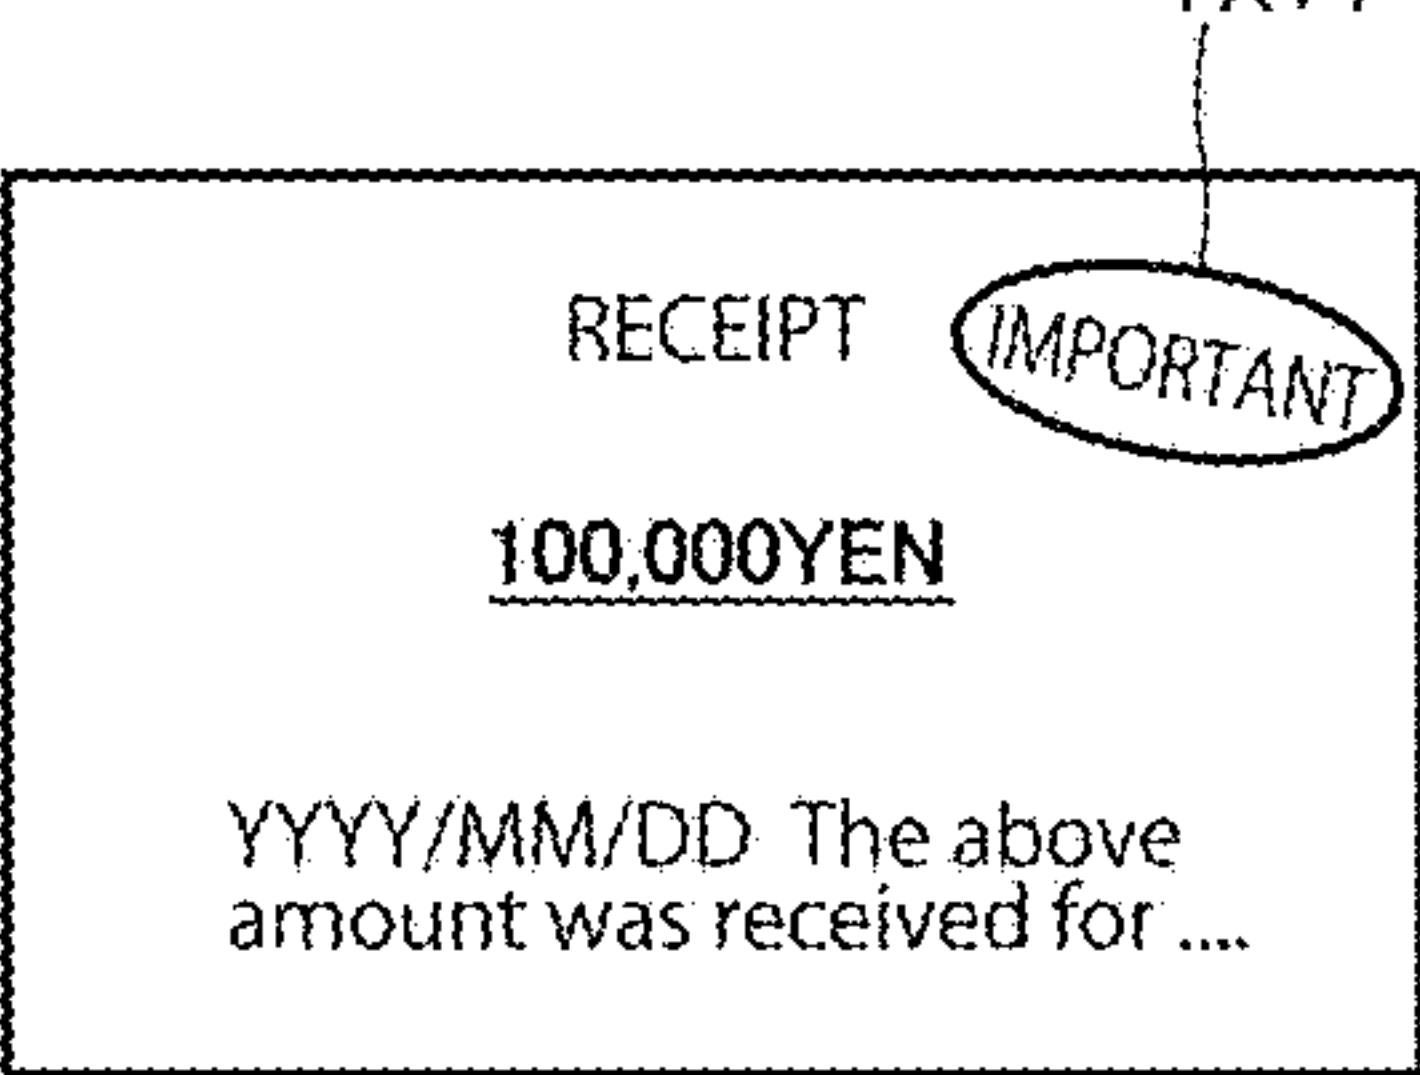 RECEIPT
IMPORTANT
100,000YEN
YYYY/MM/DD The above
amount was received for ....